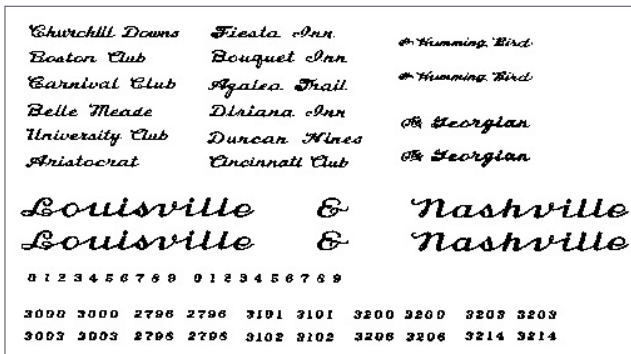 Churchill Downs Fiesta Inn
The Humming Bird
Boston Club Bouquet Inn
Carnival Club Azalea Trail
The Humming Bird
Belle Meade Diriana Inn
The Georgian
University Club Duncan Hines
Aristocrat Cincinnati Club
The Georgian
Louisville & Nashville
Louisville & Nashville
0 1 2 3 4 5 6 7 8 9 0 1 2 3 4 5 6 7 8 9
3000 3000 2796 2796 3101 3101 3200 3200 3203 3203
3003 3003 2798 2798 3102 3102 3206 3206 3214 3214